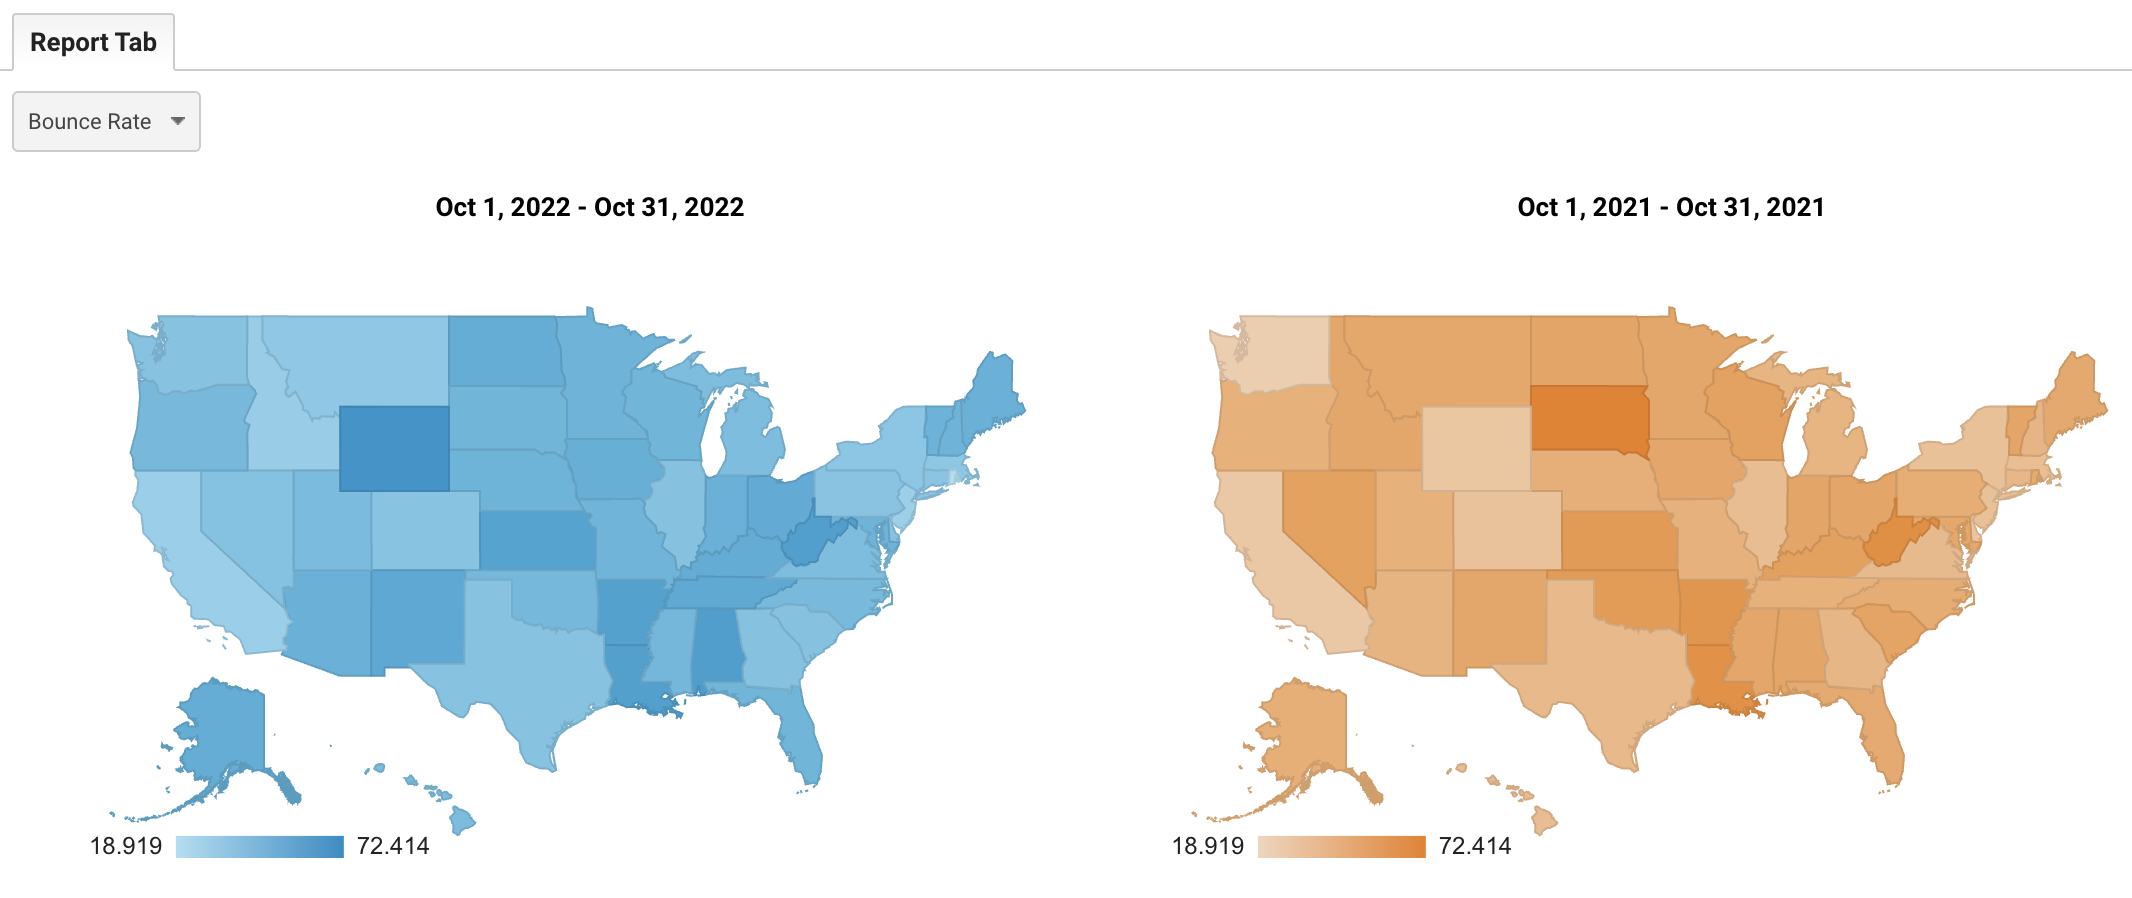 Report Tab
Bounce Rate
Oct 1, 2022 - Oct 31, 2022
Oct 1, 2021 - Oct 31, 2021
18.919 72.414
18.919 72.414